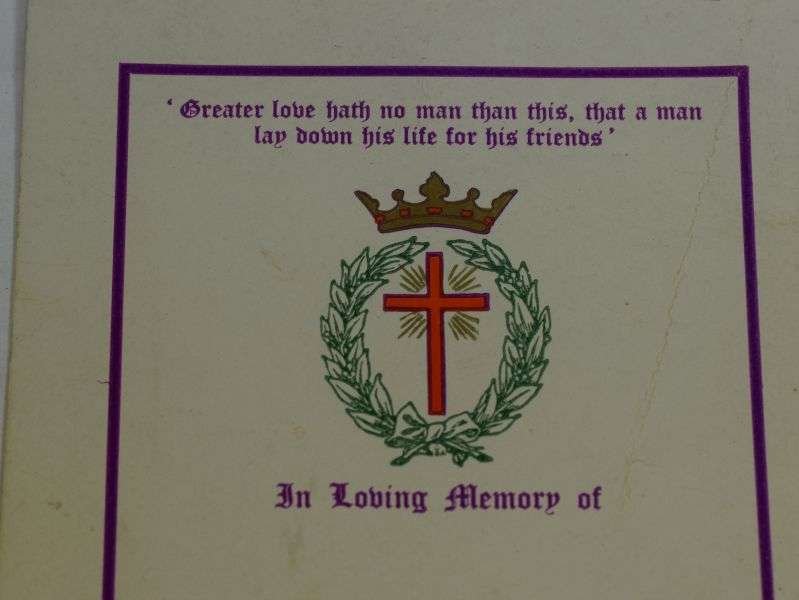 ‘Greater love hath no man than this, that a man
lay down his life for his friends’
In Loving Memory of